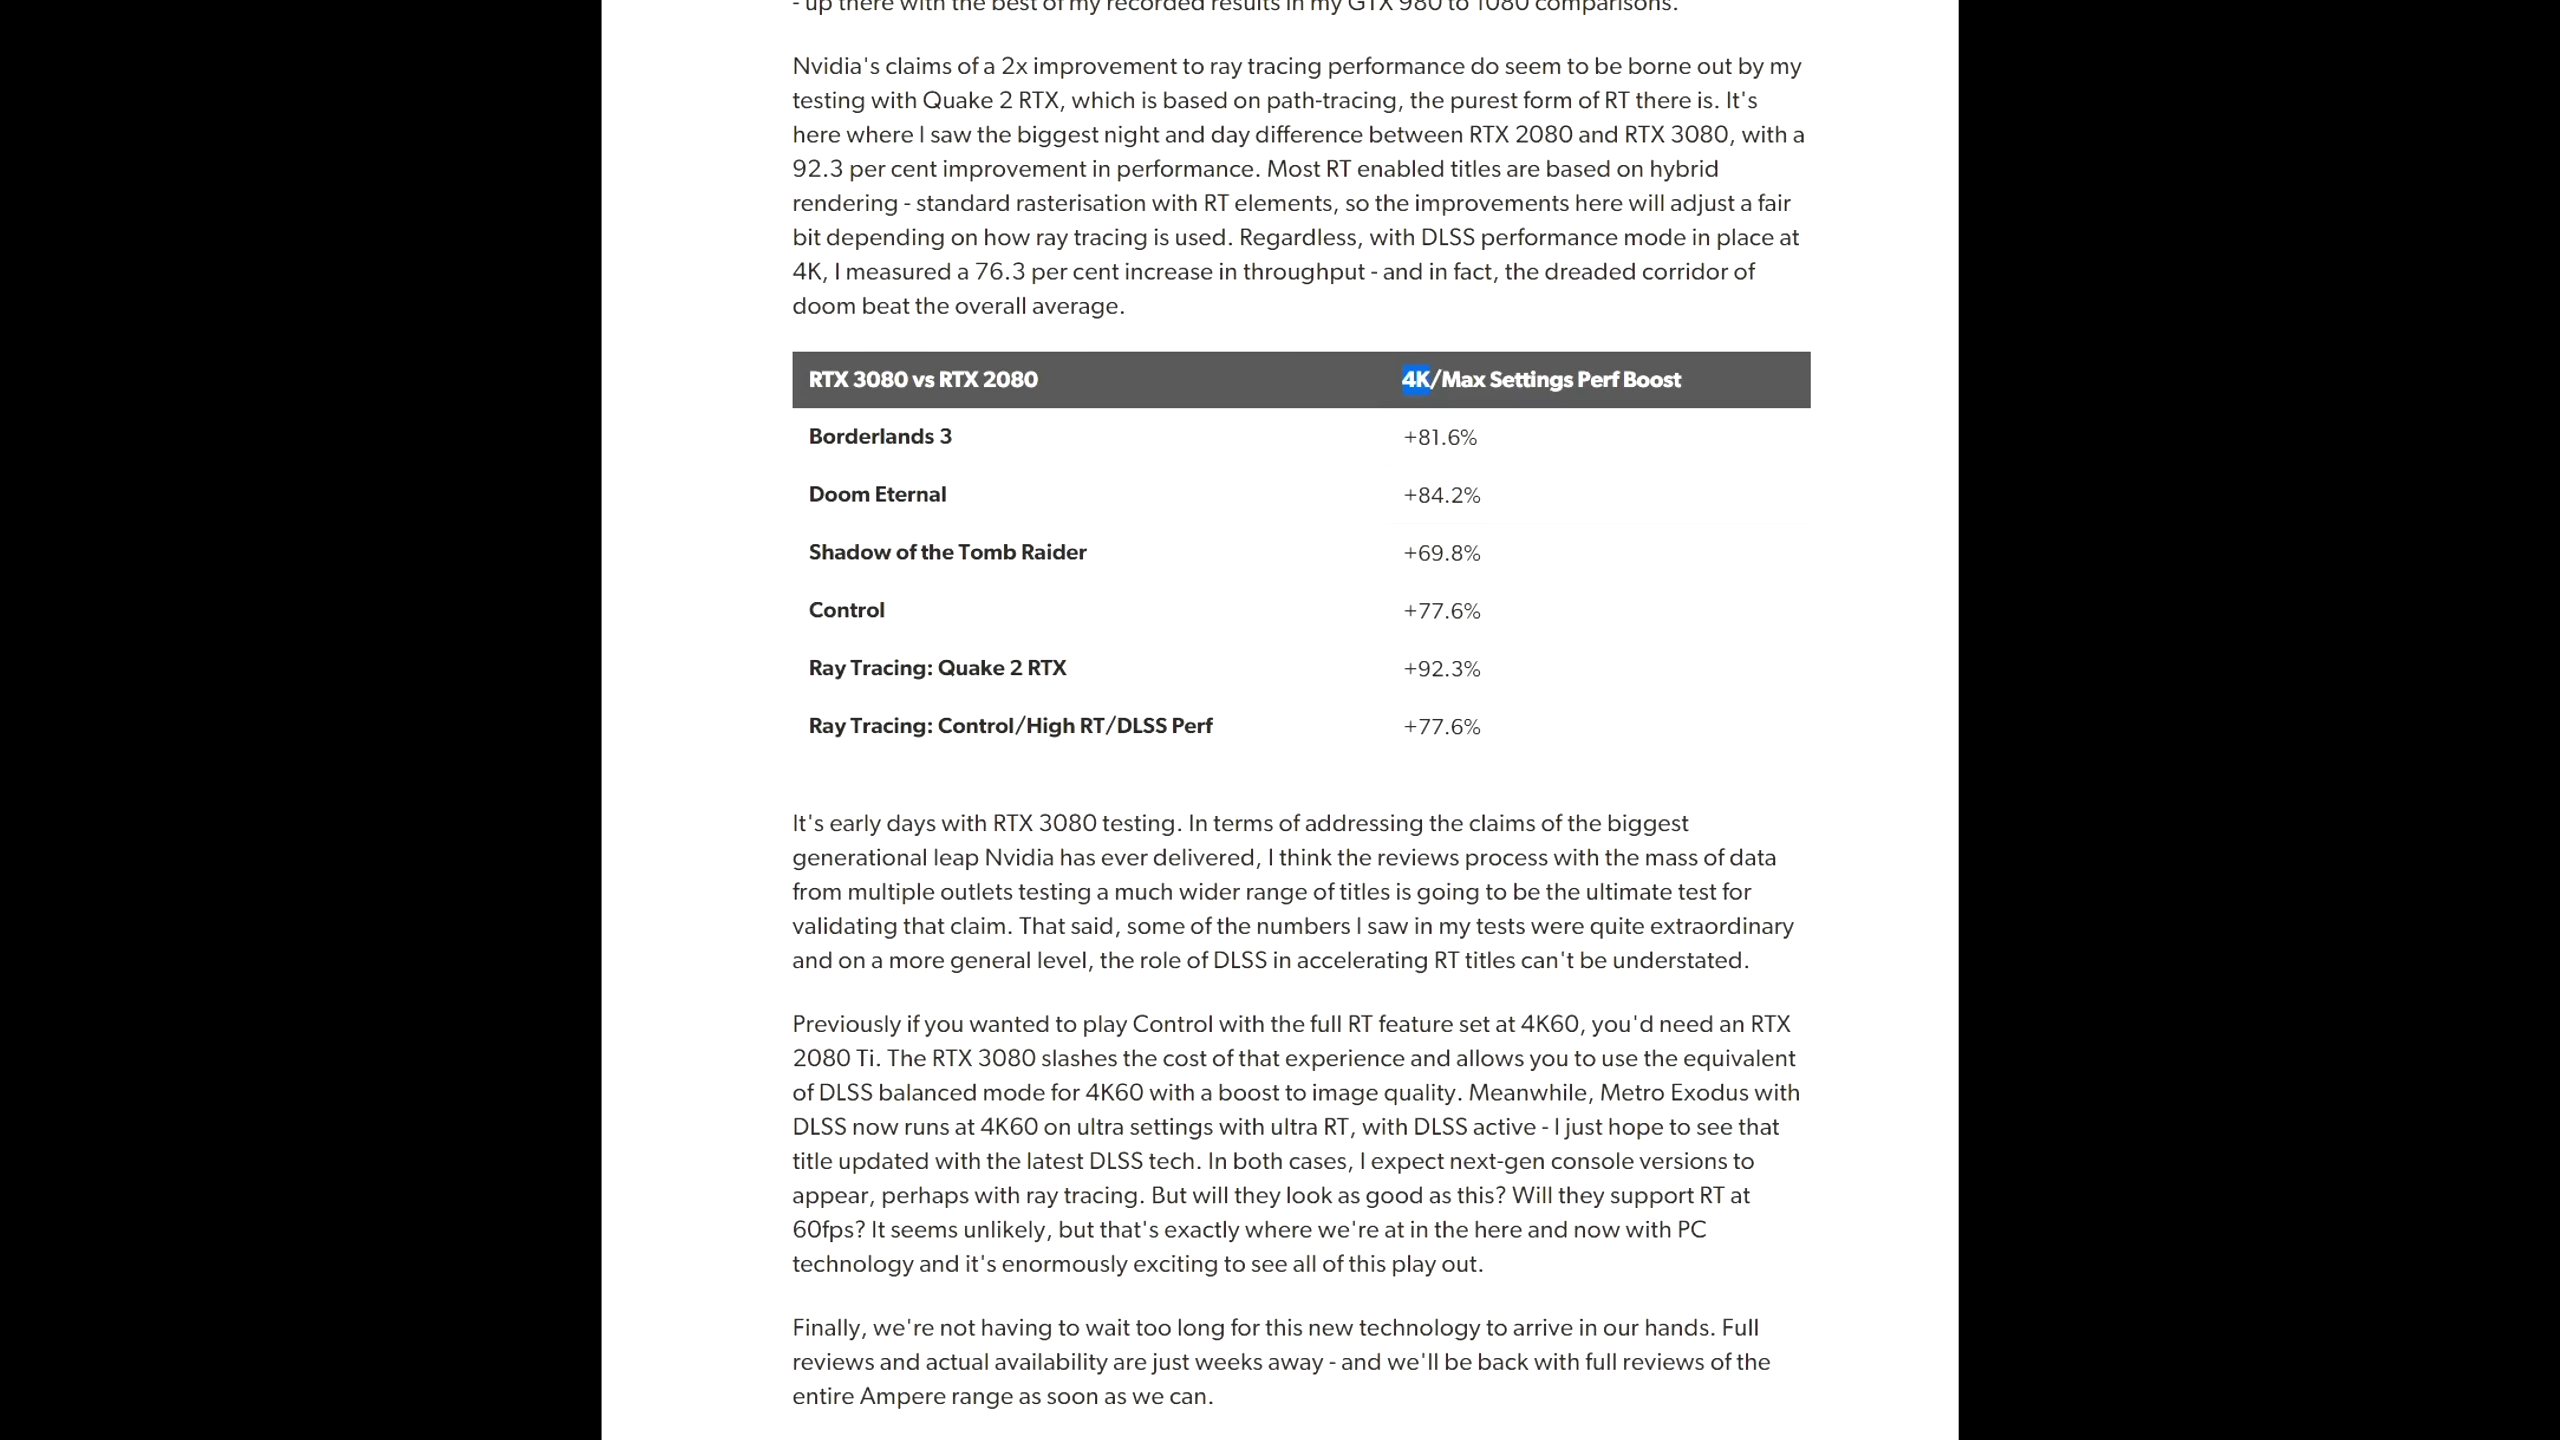 - up there with the best of my recorded results in my GTX 980 to 1080 comparisons.
Nvidia's claims of a 2x improvement to ray tracing performance do seem to be borne out by my
testing with Quake 2 RTX, which is based on path-tracing, the purest form of RT there is. It's
here where I saw the biggest night and day difference between RTX 2080 and RTX 3080, with a
92.3 per cent improvement in performance. Most RT enabled titles are based on hybrid
rendering - standard rasterisation with RT elements, so the improvements here will adjust a fair
bit depending on how ray tracing is used. Regardless, with DLSS performance mode in place at
4K, I measured a 76.3 per cent increase in throughput - and in fact, the dreaded corridor of
doom beat the overall average.
RTX 3080 vs RTX 2080 4K/Max Settings Perf Boost
Borderlands 3 +81.6%
Doom Eternal +84.2%
Shadow of the Tomb Raider +69.8%
Control +77.6%
Ray Tracing: Quake 2 RTX +92.3%
Ray Tracing: Control/High RT/DLSS Perf +77.6%
It's early days with RTX 3080 testing. In terms of addressing the claims of the biggest
generational leap Nvidia has ever delivered, I think the reviews process with the mass of data
from multiple outlets testing a much wider range of titles is going to be the ultimate test for
validating that claim. That said, some of the numbers I saw in my tests were quite extraordinary
and on a more general level, the role of DLSS in accelerating RT titles can't be understated.
Previously if you wanted to play Control with the full RT feature set at 4K60, you'd need an RTX
2080 Ti. The RTX 3080 slashes the cost of that experience and allows you to use the equivalent
of DLSS balanced mode for 4K60 with a boost to image quality. Meanwhile, Metro Exodus with
DLSS now runs at 4K60 on ultra settings with ultra RT, with DLSS active - I just hope to see that
title updated with the latest DLSS tech. In both cases, I expect next-gen console versions to
appear, perhaps with ray tracing. But will they look as good as this? Will they support RT at
60fps? It seems unlikely, but that's exactly where we're at in the here and now with PC
technology and it's enormously exciting to see all of this play out.
Finally, we're not having to wait too long for this new technology to arrive in our hands. Full
reviews and actual availability are just weeks away - and we'll be back with full reviews of the
entire Ampere range as soon as we can.